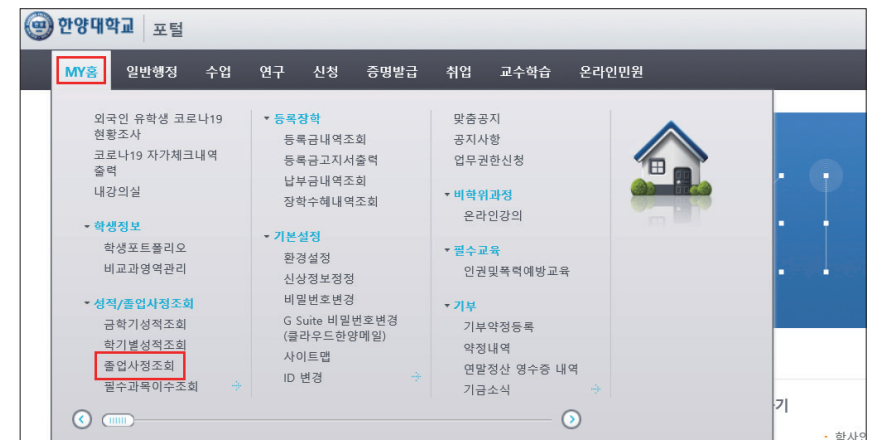 한양대학교 포털
MY홈 일반행정 수업 연구 신청 증명발급 취업 교수학습 온라인민원
외국인 유학생 코로나19
현황조사
코로나19 자가체크내역
출력
내강의실
학생정보
학생포트폴리오
비교과영역관리
성적/졸업사정조회
금학기성적조회
학기별성적조회
졸업사정조회
필수과목이수조회
등록장학
등록금내역조회
등록금고지서출력
납부금내역조회
장학수혜내역조회
기본설정
환경설정
신상정보정정
비밀번호변경
G Suite 비밀번호변경
(클라우드한양메일)
사이트맵
ID 변경
맞춤공지
공지사항
업무권한신청
비학위과정
온라인강의
필수교육
인권및폭력예방교육
기부
기부약정등록
약정내역
연말정산 영수증 내역
기금소식